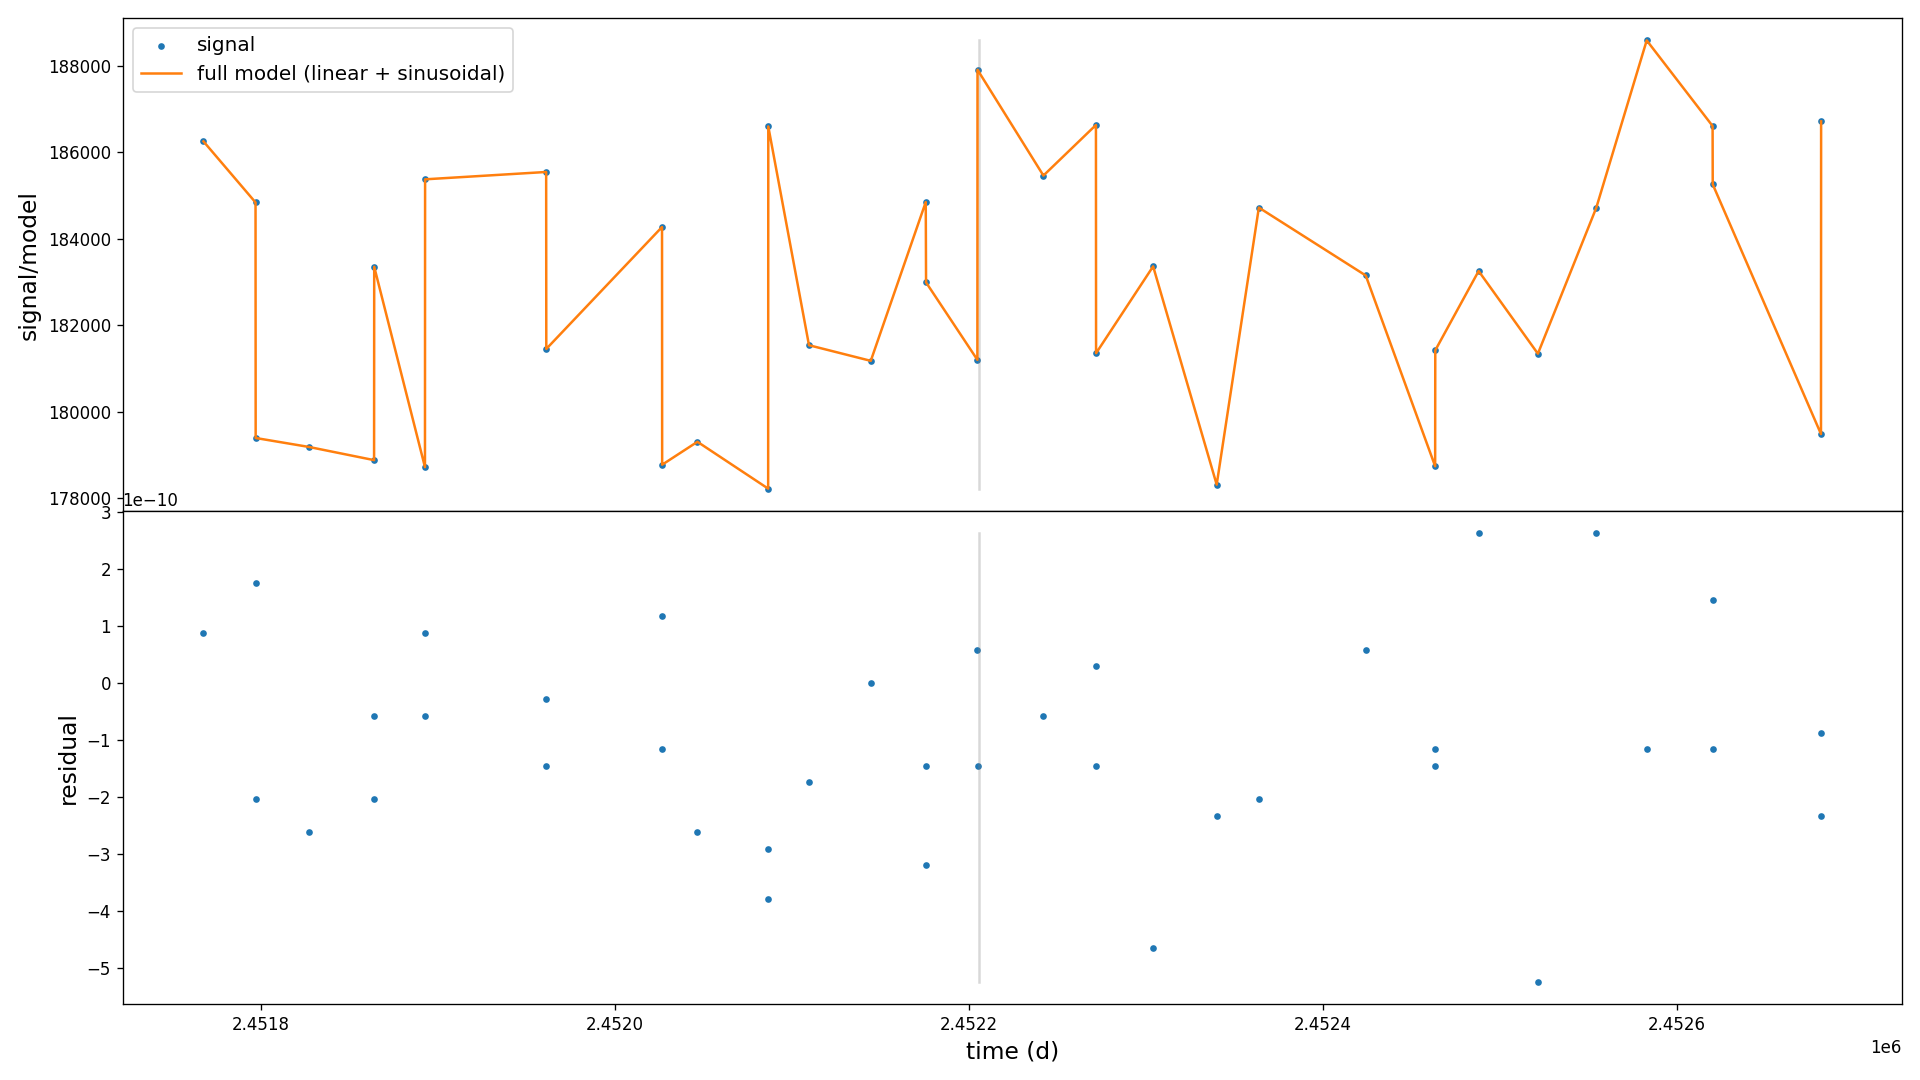 signal
full model (linear + sinusoidal)
188000
186000
184000
182000
180000
178000
signal/model
1e−10
3
2
1
0
−1
−2
−3
−4
−5
residual
2.4518
2.4520
2.4522
2.4524
2.4526
1e6
time (d)